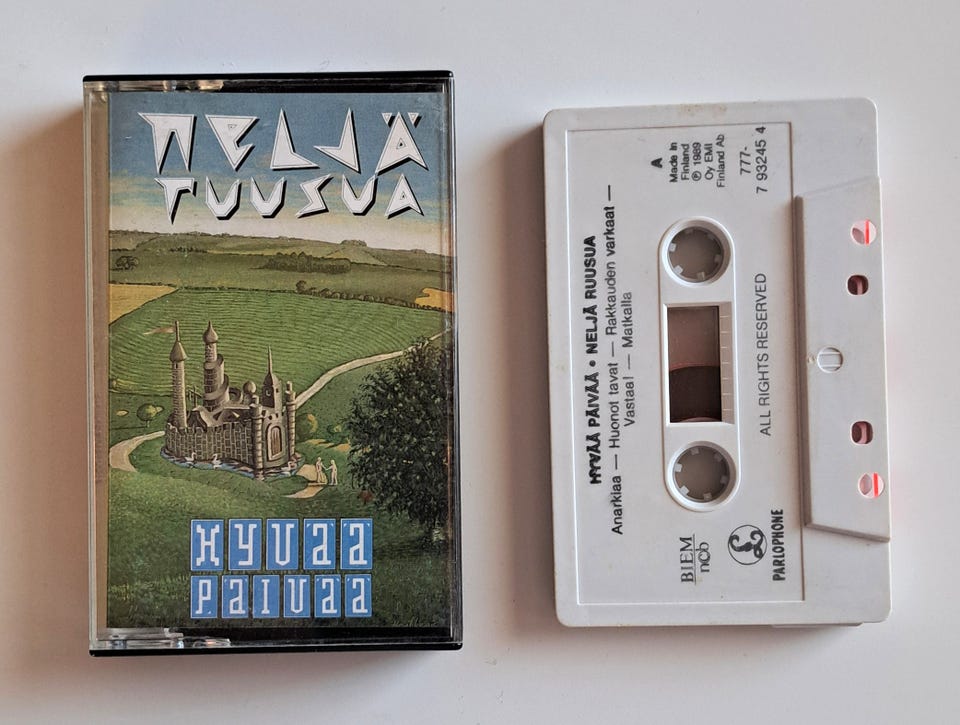 NELJÄ
RUUSUA
HYVÄÄ
PÄIVÄÄ
A
Made in
Finland
℗ 1989
Oy EMI
Finland Ab
777-
7 93245 4
HYVÄÄ PÄIVÄÄ • NELJÄ RUUSUA
Anarkiaa — Huonot tavat — Rakkauden varkaat —
Vastaa! — Matkalla
ALL RIGHTS RESERVED
BIEM
ncb
£
PARLOPHONE